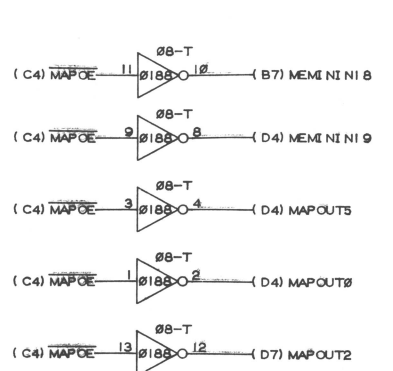 Ø8-T
(C4) MAPOE 11 Ø188 1Ø (B7) MEMININ18
Ø8-T
(C4) MAPOE 9 Ø188 8 (D4) MEMININ19
Ø8-T
(C4) MAPOE 3 Ø188 4 (D4) MAPOUT5
Ø8-T
(C4) MAPOE 1 Ø188 2 (D4) MAPOUTØ
Ø8-T
(C4) MAPOE 13 Ø188 12 (D7) MAPOUT2